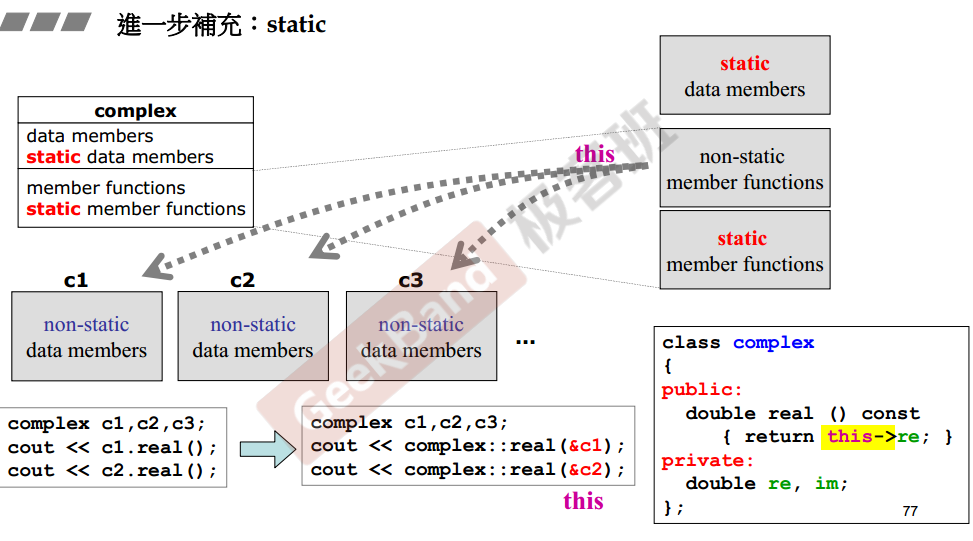 進一步補充：static
static
data members
complex
data members
static data members
member functions
static member functions
this
non-static
member functions
static
member functions
c1
c2
c3
non-static
data members
non-static
data members
non-static
data members
...
complex c1,c2,c3;
cout << c1.real();
cout << c2.real();
complex c1,c2,c3;
cout << complex::real(&c1);
cout << complex::real(&c2);
this
class complex
{
public:
double real () const
{ return this->re; }
private:
double re, im;
};
77
GeekBand 极客班